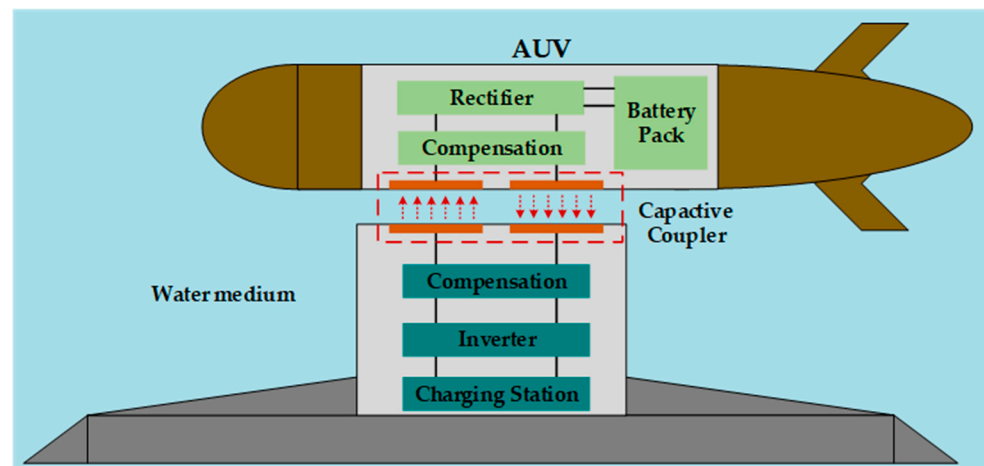 AUV
Rectifier
Battery
Pack
Compensation
Capactive
Coupler
Compensation
Water medium
Inverter
Charging Station